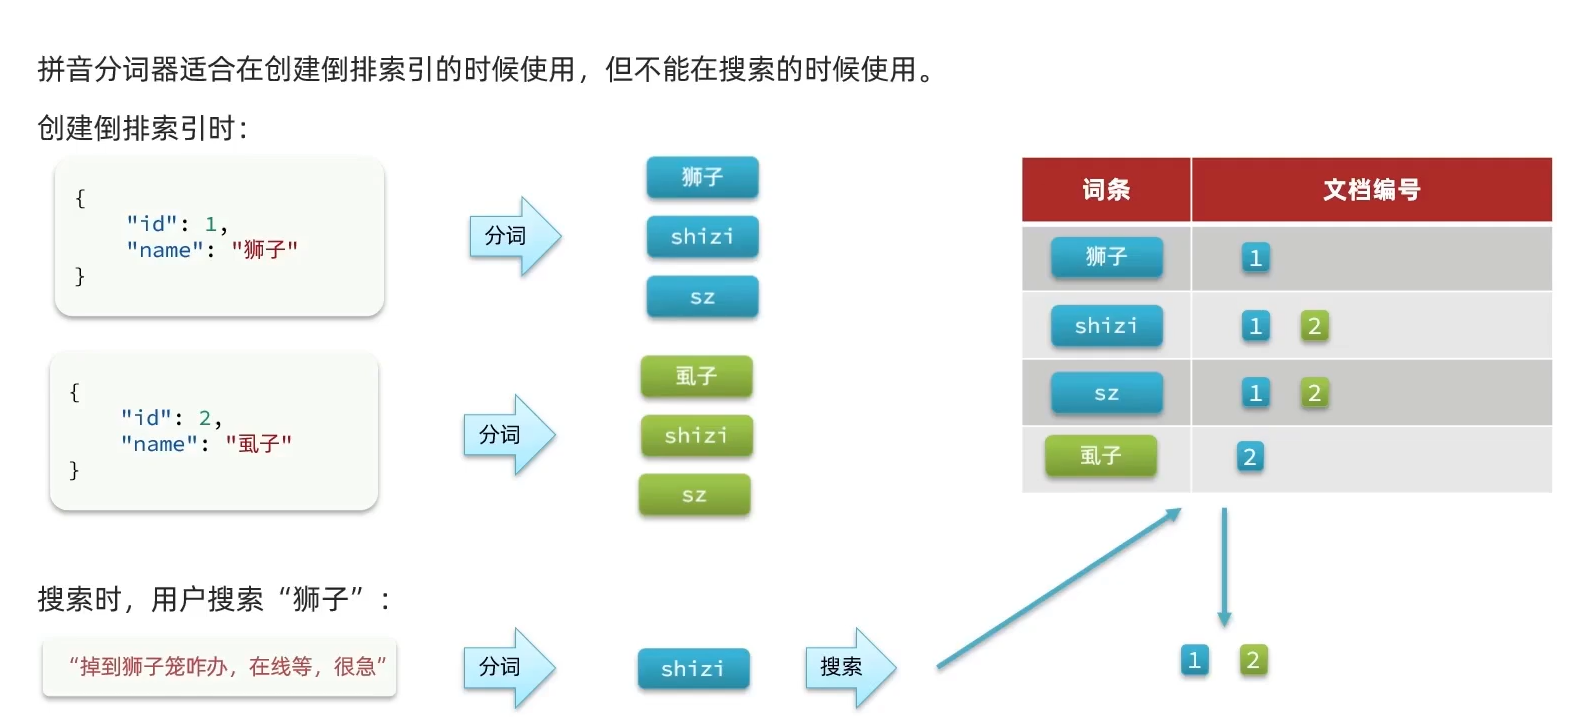 拼音分词器适合在创建倒排索引的时候使用，但不能在搜索的时候使用。
创建倒排索引时：
{
"id": 1,
"name": "狮子"
}
分词
狮子
shizi
sz
{
"id": 2,
"name": "虱子"
}
分词
虱子
shizi
sz
词条 文档编号
狮子 1
shizi 1 2
sz 1 2
虱子 2
搜索时，用户搜索“狮子”：
“掉到狮子笼咋办，在线等，很急” 分词 shizi 搜索 1 2